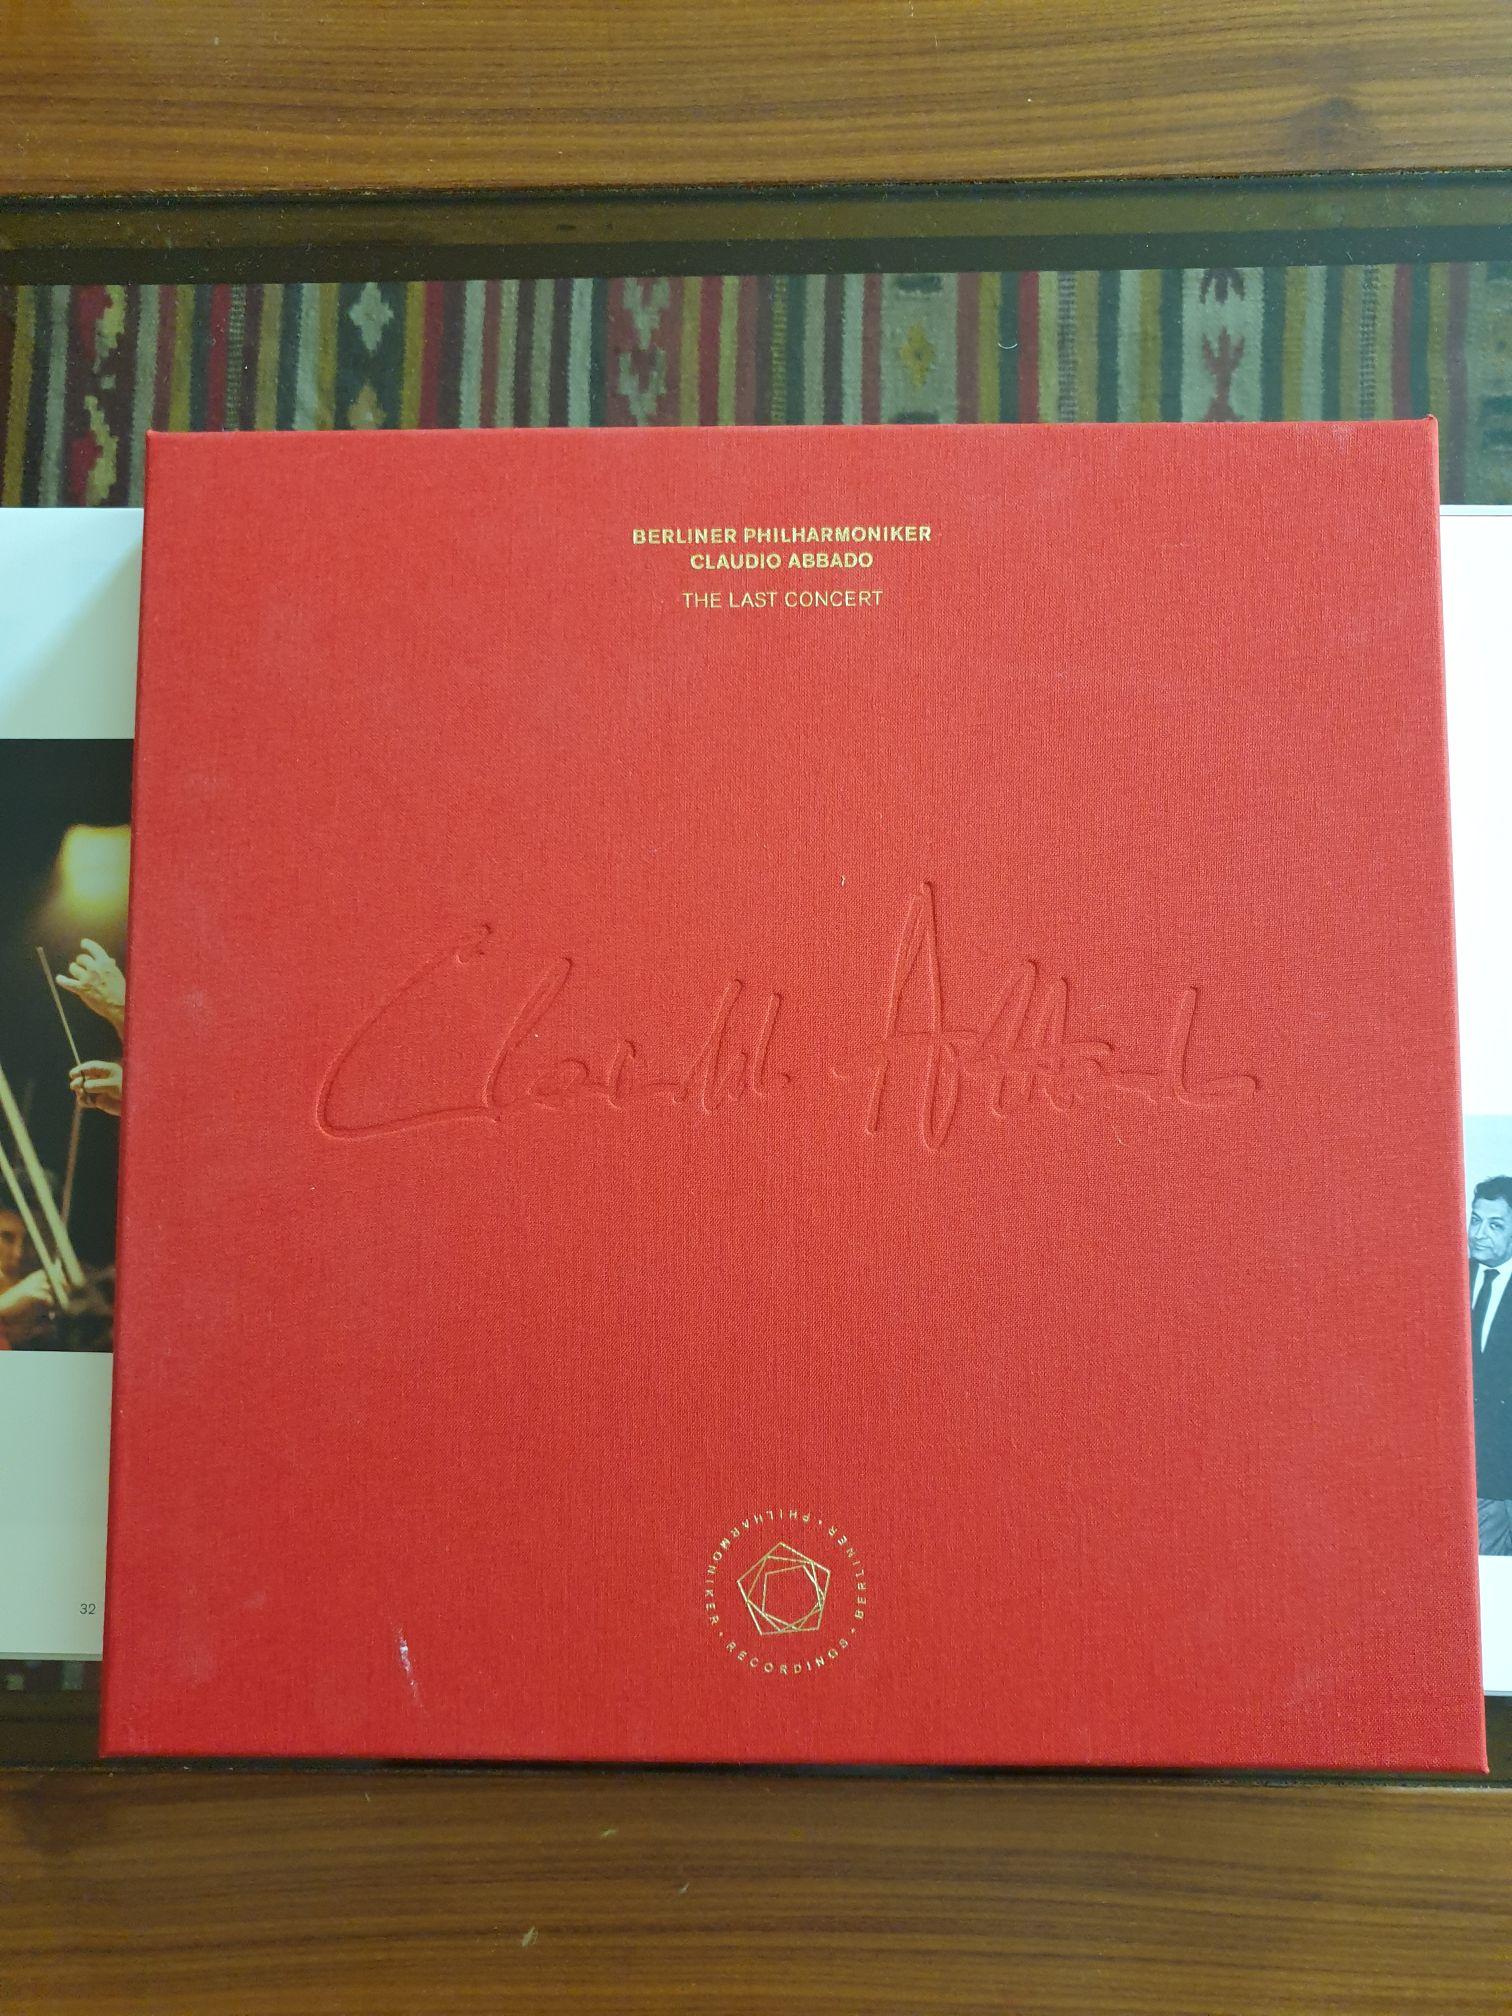 BERLINER PHILHARMONIKER
CLAUDIO ABBADO
THE LAST CONCERT
Claudio Abbado
BERLINER • PHILHARMONIKER • RECORDINGS •
32